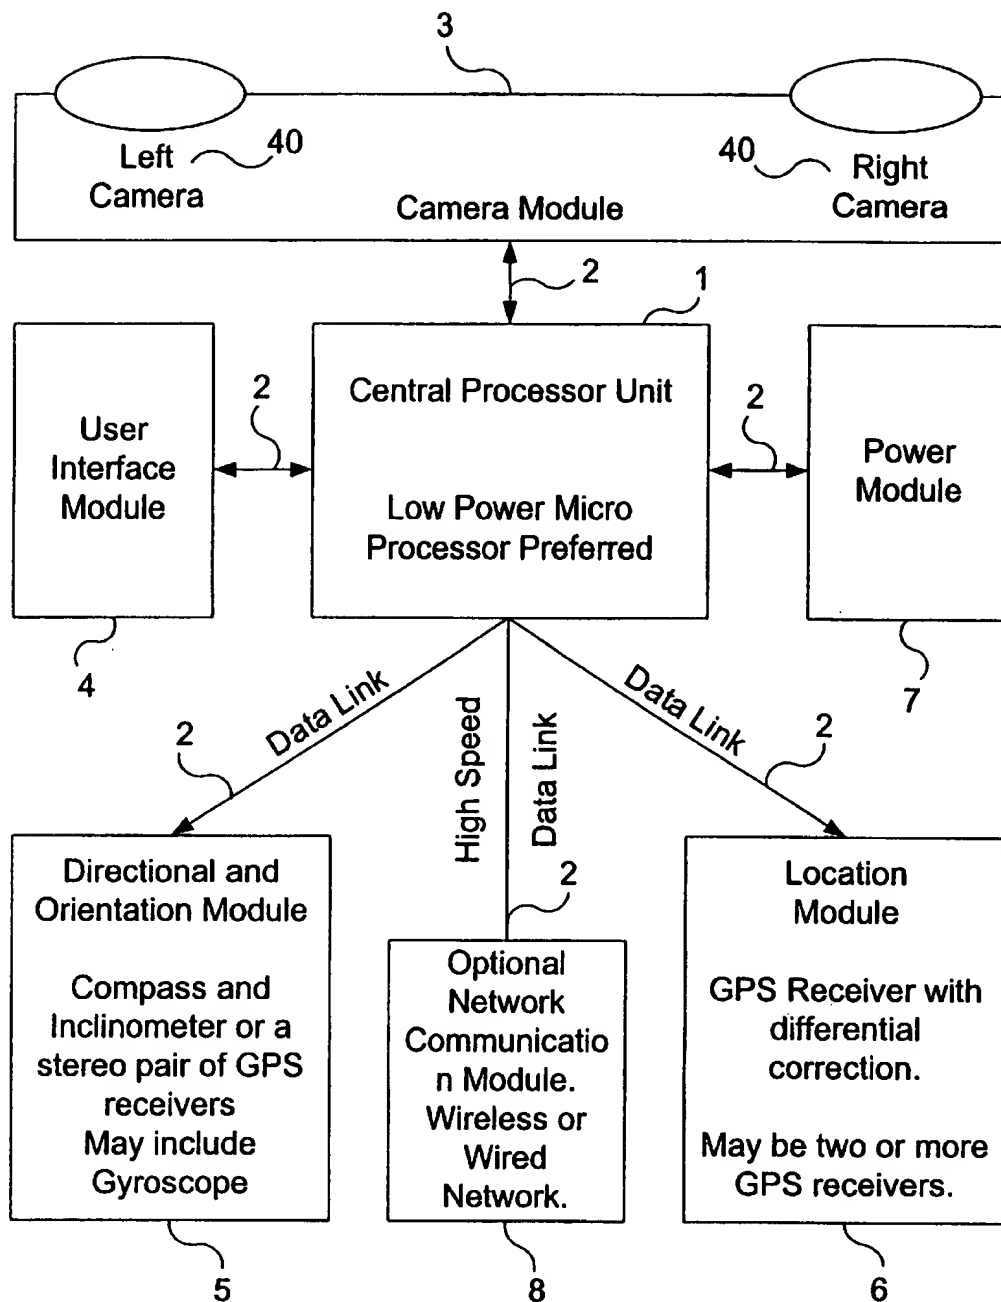 3
Left
Camera
40
40
Right
Camera
Camera Module
2
1
User
Interface
Module
2
Central Processor Unit
Low Power Micro
Processor Preferred
2
Power
Module
4
7
2
Data Link
High Speed
Data Link
Data Link
2
Directional and
Orientation Module
Compass and
Inclinometer or a
stereo pair of GPS
receivers
May include
Gyroscope
2
Optional
Network
Communicatio
n Module.
Wireless or
Wired
Network.
Location
Module
GPS Receiver with
differential
correction.
May be two or more
GPS receivers.
5
8
6